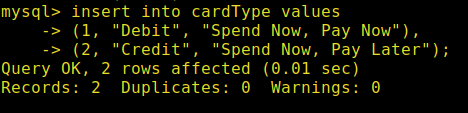 mysql> insert into cardType values
    -> (1, "Debit", "Spend Now, Pay Now"),
    -> (2, "Credit", "Spend Now, Pay Later");
Query OK, 2 rows affected (0.01 sec)
Records: 2  Duplicates: 0  Warnings: 0